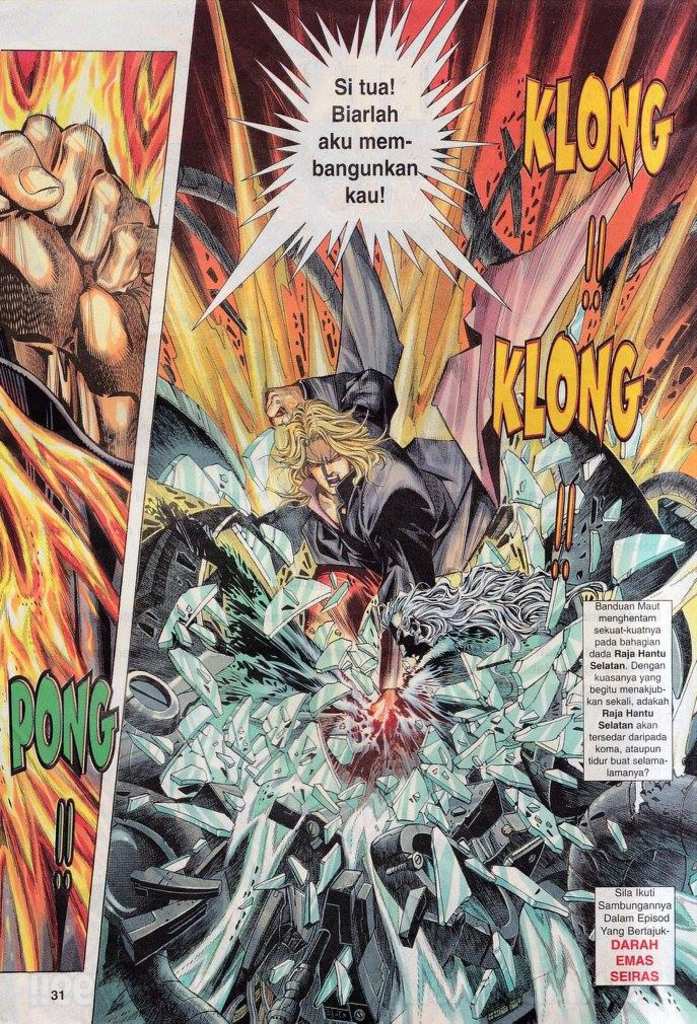 Si tua!
Biarlah
aku mem-
bangunkan
kau!
KLONG
!!
KLONG
!!
PONG
!!
Banduan Maut
menghentam
sekuat-kuatnya
pada bahagian
dada Raja Hantu
Selatan. Dengan
kuasanya yang
begitu menakjub-
kan sekali, adakah
Raja Hantu
Selatan akan
tersedar daripada
koma, ataupun
tidur buat selama-
lamanya?
Sila Ikuti
Sambungannya
Dalam Episod
Yang Bertajuk-
DARAH
EMAS
SEIRAS
31